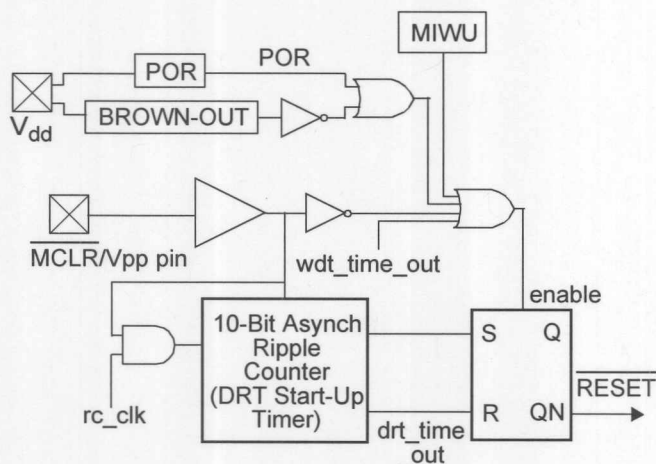 MIWU
POR
POR
Vdd
BROWN-OUT
MCLR/Vpp pin
wdt_time_out
enable
10-Bit Asynch
Ripple
Counter
(DRT Start-Up
Timer)
S
Q
RESET
R
QN
rc_clk
drt_time
out